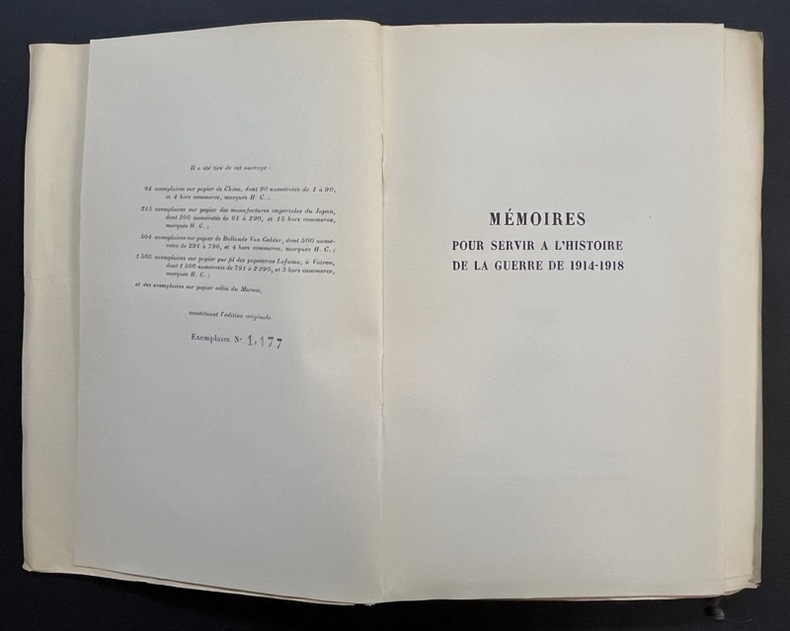 Il a été tiré de cet ouvrage :
94 exemplaires sur papier de Chine, dont 90 numérotés de 1 à 90,
et 4 hors commerce, marqués H. C. ;
215 exemplaires sur papier des manufactures impériales du Japon,
dont 200 numérotés de 91 à 290, et 15 hors commerce,
marqués H. C. ;
504 exemplaires sur papier de Hollande Van Gelder, dont 500 numé-
rotés de 291 à 790, et 4 hors commerce, marqués H. C. ;
1 503 exemplaires sur papier pur fil des papeteries Lafuma, à Voiron,
dont 1 500 numérotés de 791 à 2 290, et 3 hors commerce,
marqués H. C. ;
et des exemplaires sur papier vélin du Marais,
constituant l'édition originale
Exemplaire N° 1,177
MÉMOIRES
POUR SERVIR A L'HISTOIRE
DE LA GUERRE DE 1914-1918